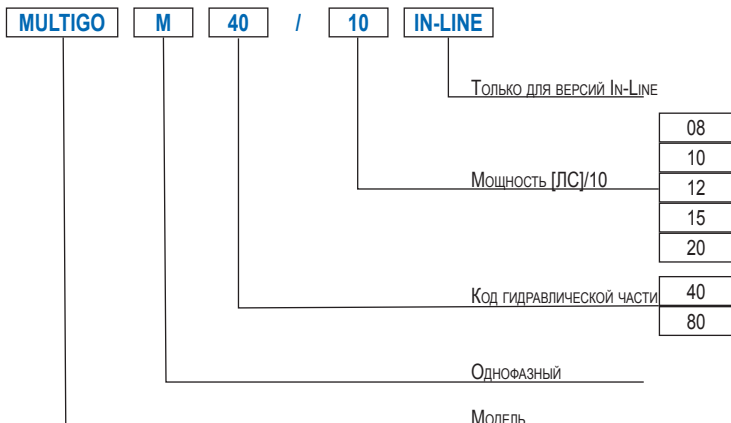 MULTIGO M 40 / 10 IN-LINE
Только для версий In-Line
08
10
Мощность [ЛС]/10 12
15
20
Код гидравлической части 40
80
Однофазный
Модель